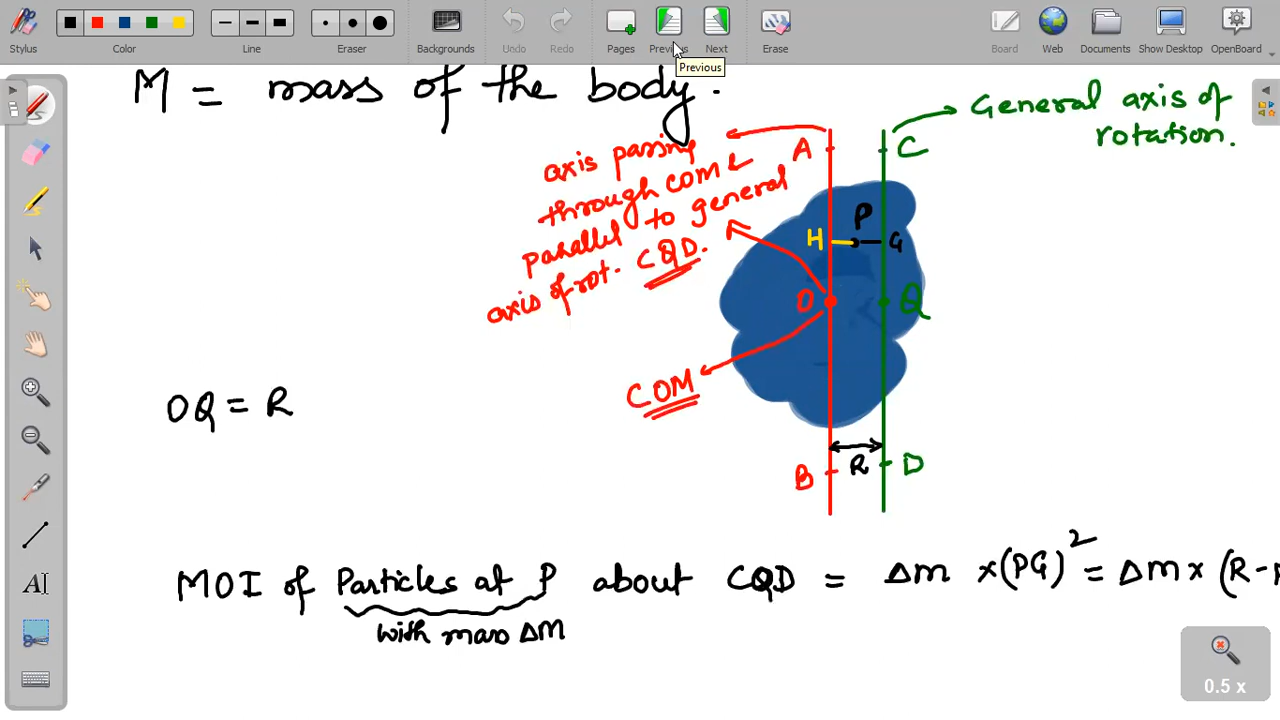 Stylus
Color
Line
Eraser
Backgrounds
Undo
Redo
Pages
Previous
Next
Erase
Board
Web
Documents
Show Desktop
OpenBoard
Previous
M = mass of the body.
General axis of
rotation.
axis passing
through COM &
parallel to general
axis of rot. CQD.
A
C
P
H
G
O
Q
COM
OQ = R
B
R
D
MOI of Particles at P about CQD = Δm x(PG)² = Δm x (R-
with mass ΔM
0.5 x